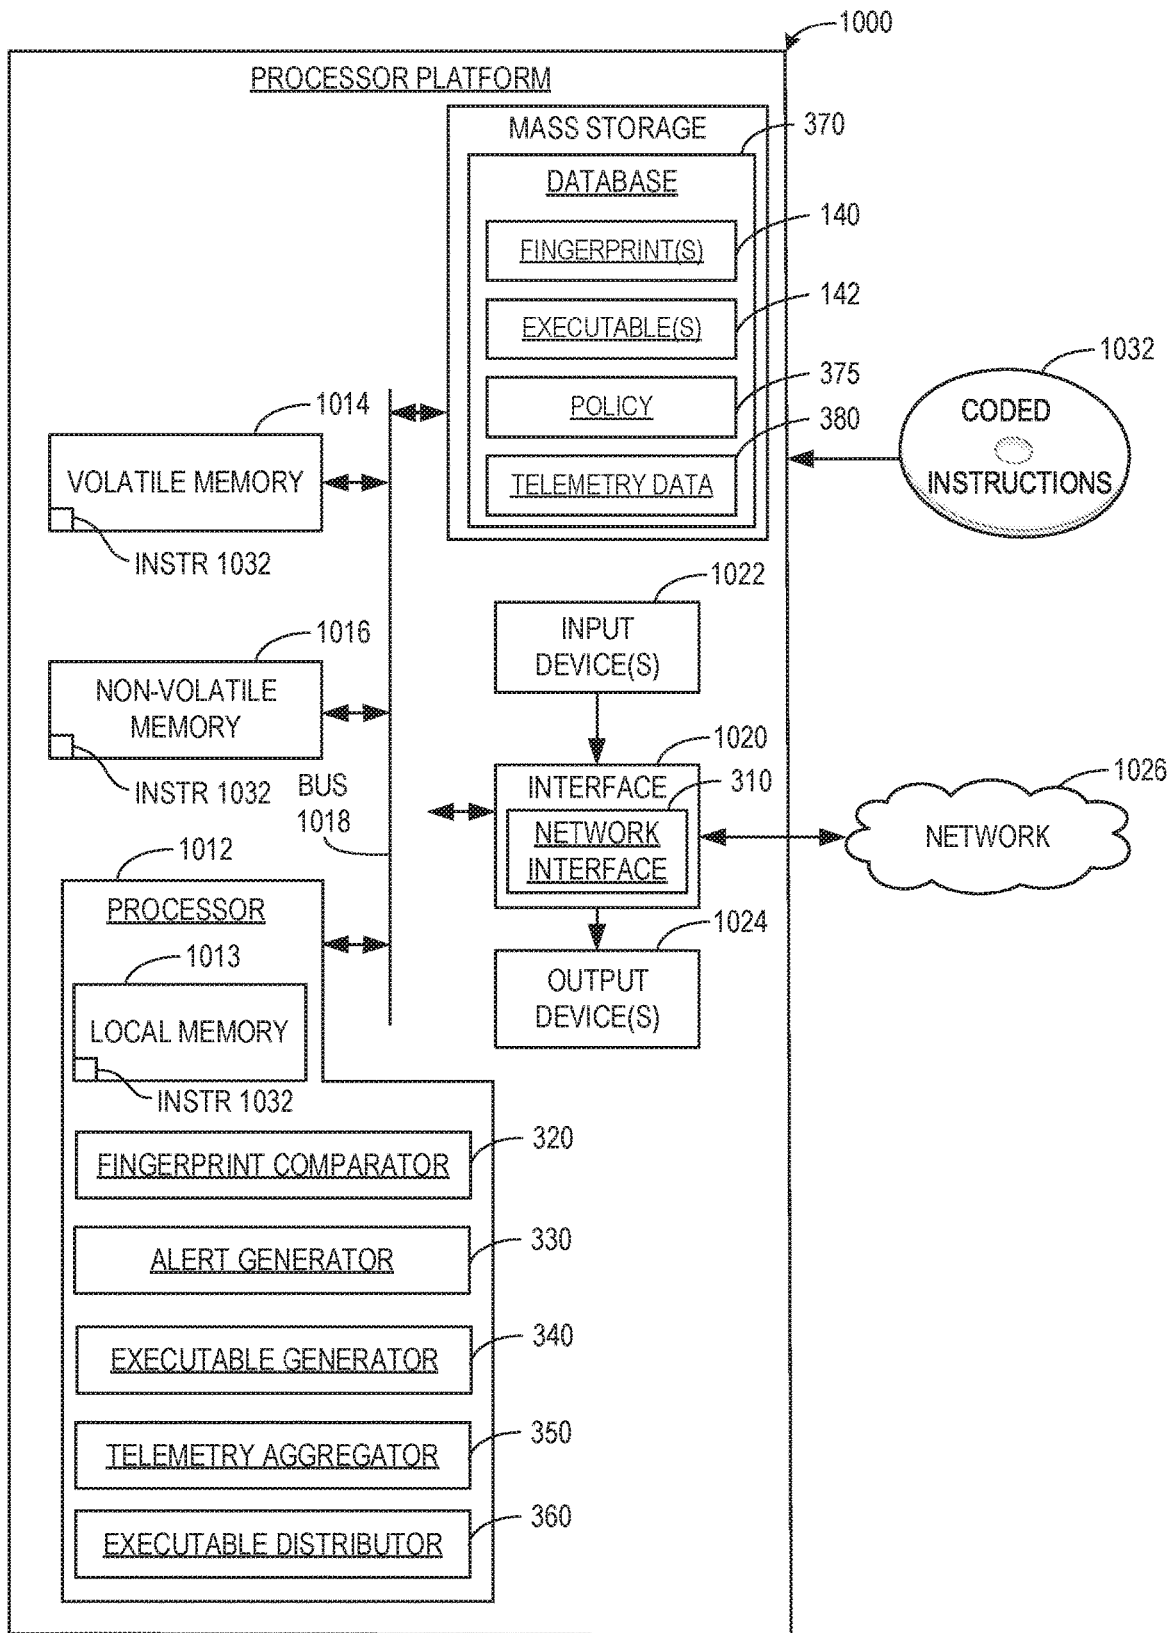 1000
PROCESSOR PLATFORM
MASS STORAGE
370
DATABASE
140
FINGERPRINT(S)
142
EXECUTABLE(S)
375
POLICY
380
TELEMETRY DATA
1032
CODED
INSTRUCTIONS
1014
VOLATILE MEMORY
INSTR 1032
1022
INPUT
DEVICE(S)
1016
NON-VOLATILE
MEMORY
INSTR 1032
BUS
1018
1020
INTERFACE
310
NETWORK
INTERFACE
1026
NETWORK
1012
PROCESSOR
1013
LOCAL MEMORY
INSTR 1032
1024
OUTPUT
DEVICE(S)
320
FINGERPRINT COMPARATOR
330
ALERT GENERATOR
340
EXECUTABLE GENERATOR
350
TELEMETRY AGGREGATOR
360
EXECUTABLE DISTRIBUTOR